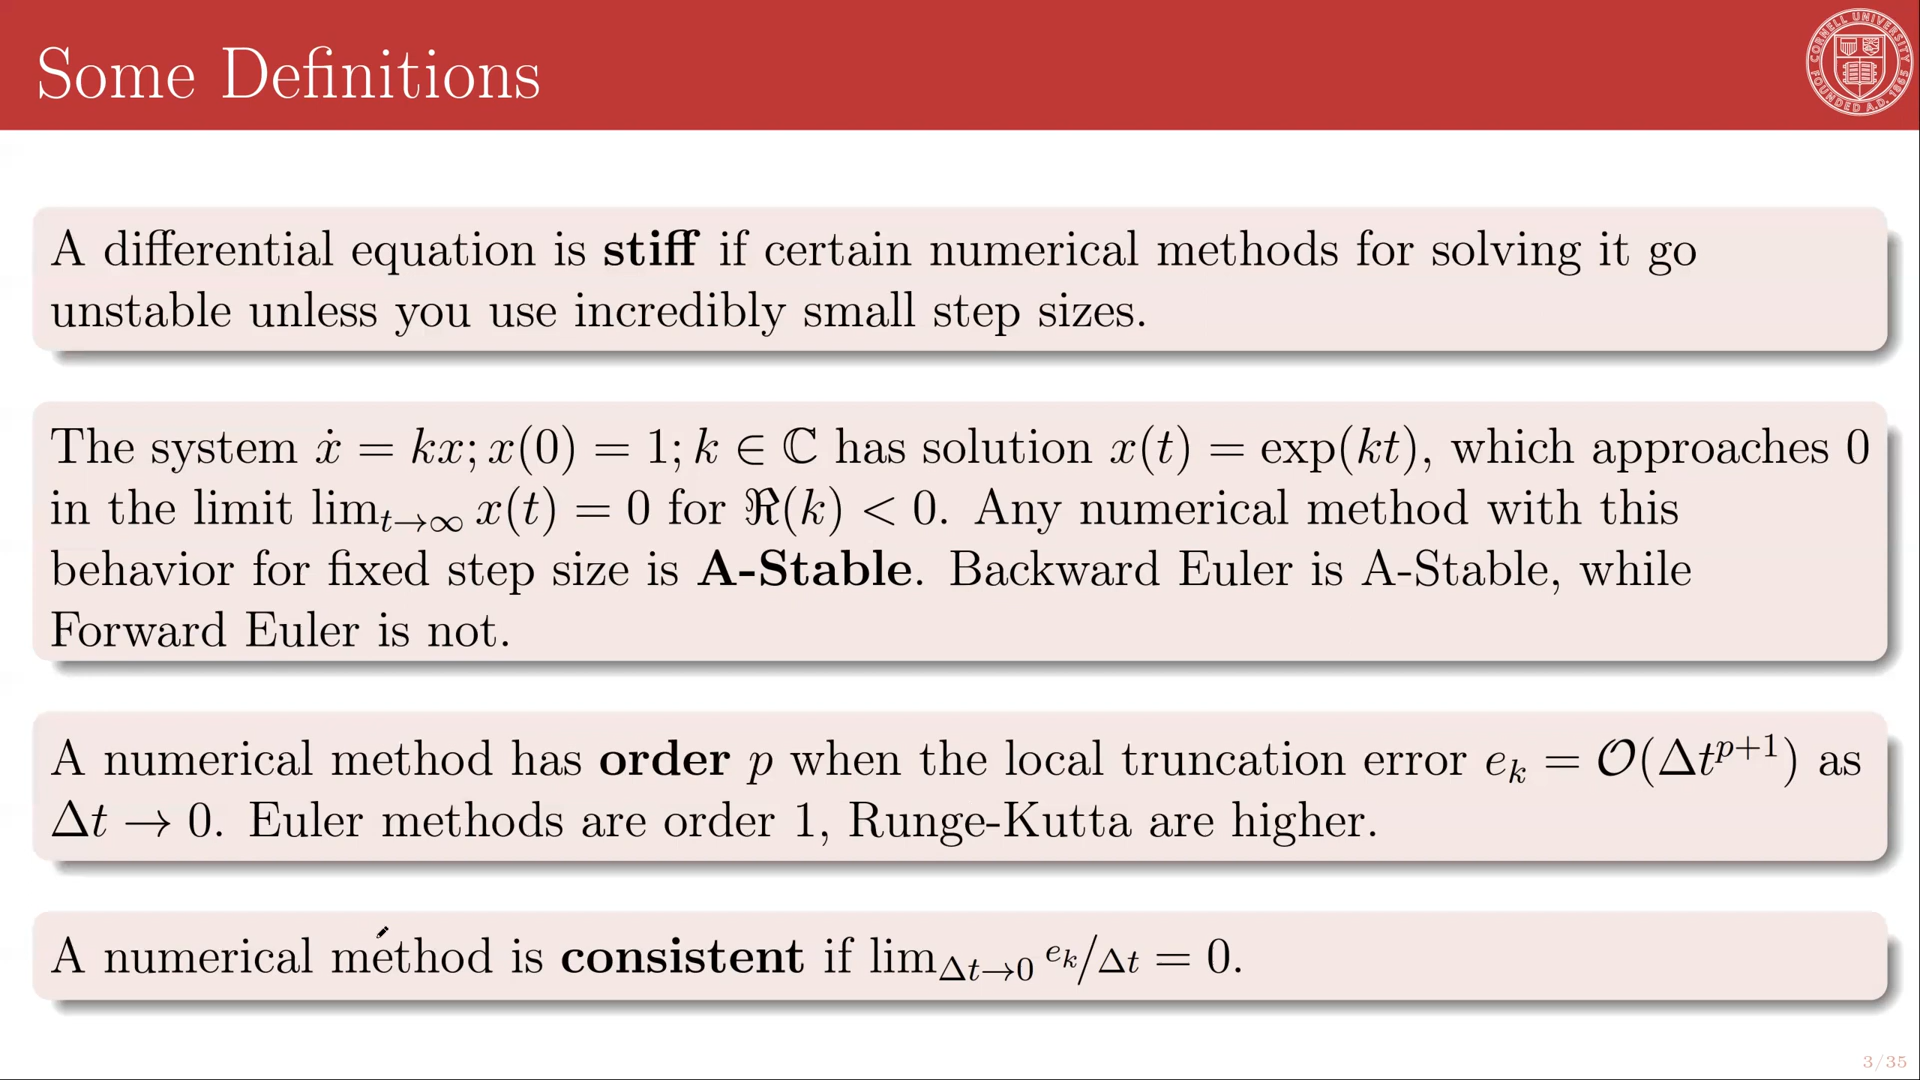 Some Definitions
CORNELL UNIVERSITY
FOUNDED A.D. 1865
A differential equation is stiff if certain numerical methods for solving it go
unstable unless you use incredibly small step sizes.
The system ẋ = kx; x(0) = 1; k ∈ ℂ has solution x(t) = exp(kt), which approaches 0
in the limit lim_{t→∞} x(t) = 0 for ℜ(k) < 0. Any numerical method with this
behavior for fixed step size is A-Stable. Backward Euler is A-Stable, while
Forward Euler is not.
A numerical method has order p when the local truncation error e_k = 𝒪(Δt^{p+1}) as
Δt → 0. Euler methods are order 1, Runge-Kutta are higher.
A numerical method is consistent if lim_{Δt→0} e_k/Δt = 0.
3/35